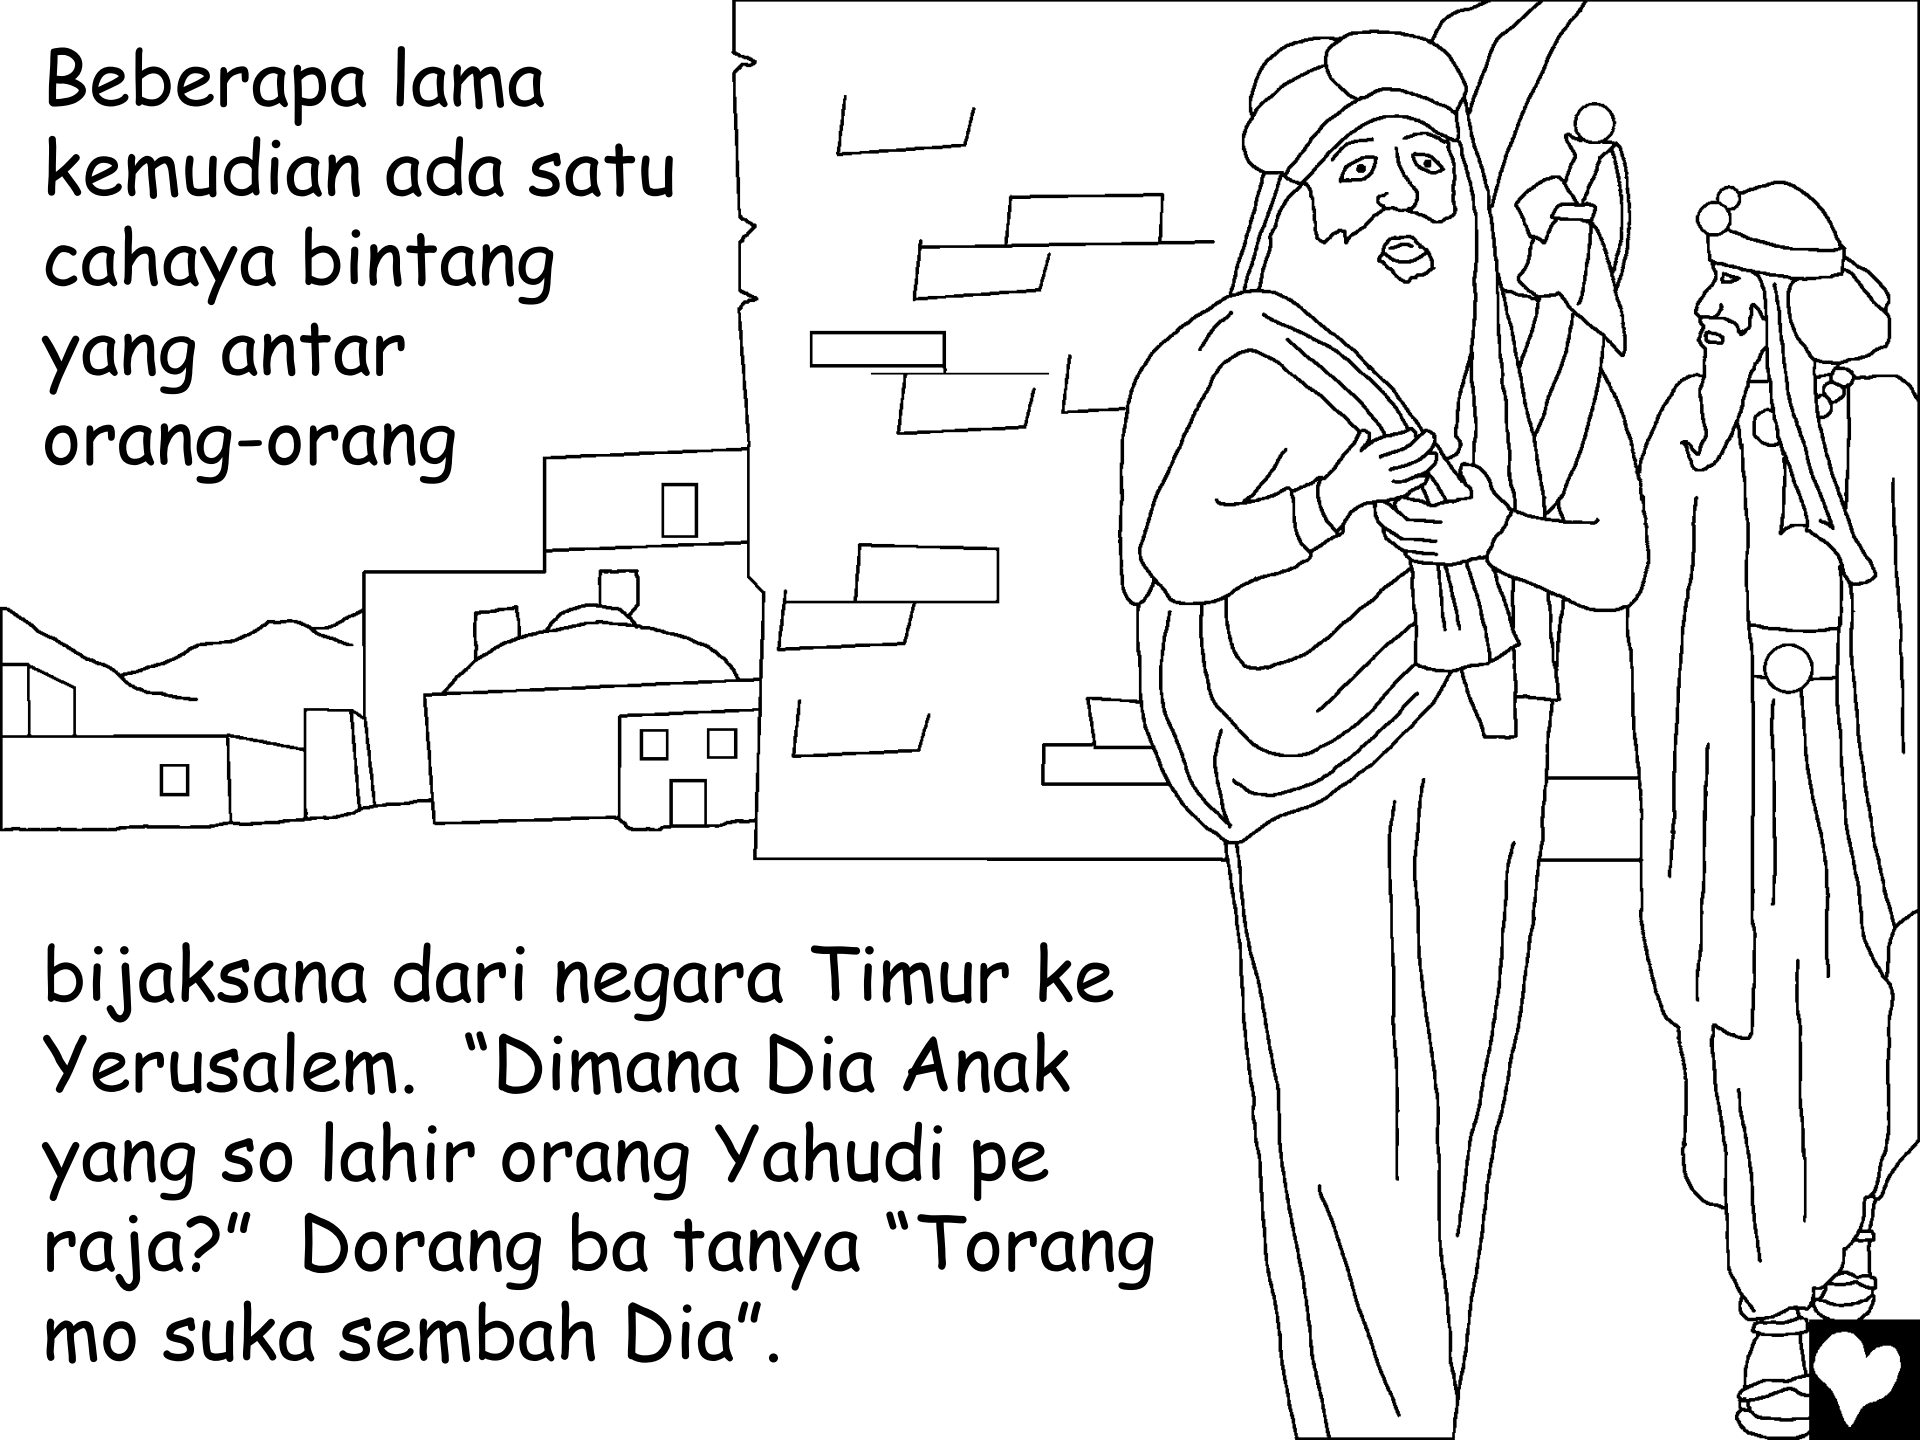 Beberapa lama
kemudian ada satu
cahaya bintang
yang antar
orang-orang
bijaksana dari negara Timur ke
Yerusalem.  “Dimana Dia Anak
yang so lahir orang Yahudi pe
raja?”  Dorang ba tanya “Torang
mo suka sembah Dia”.